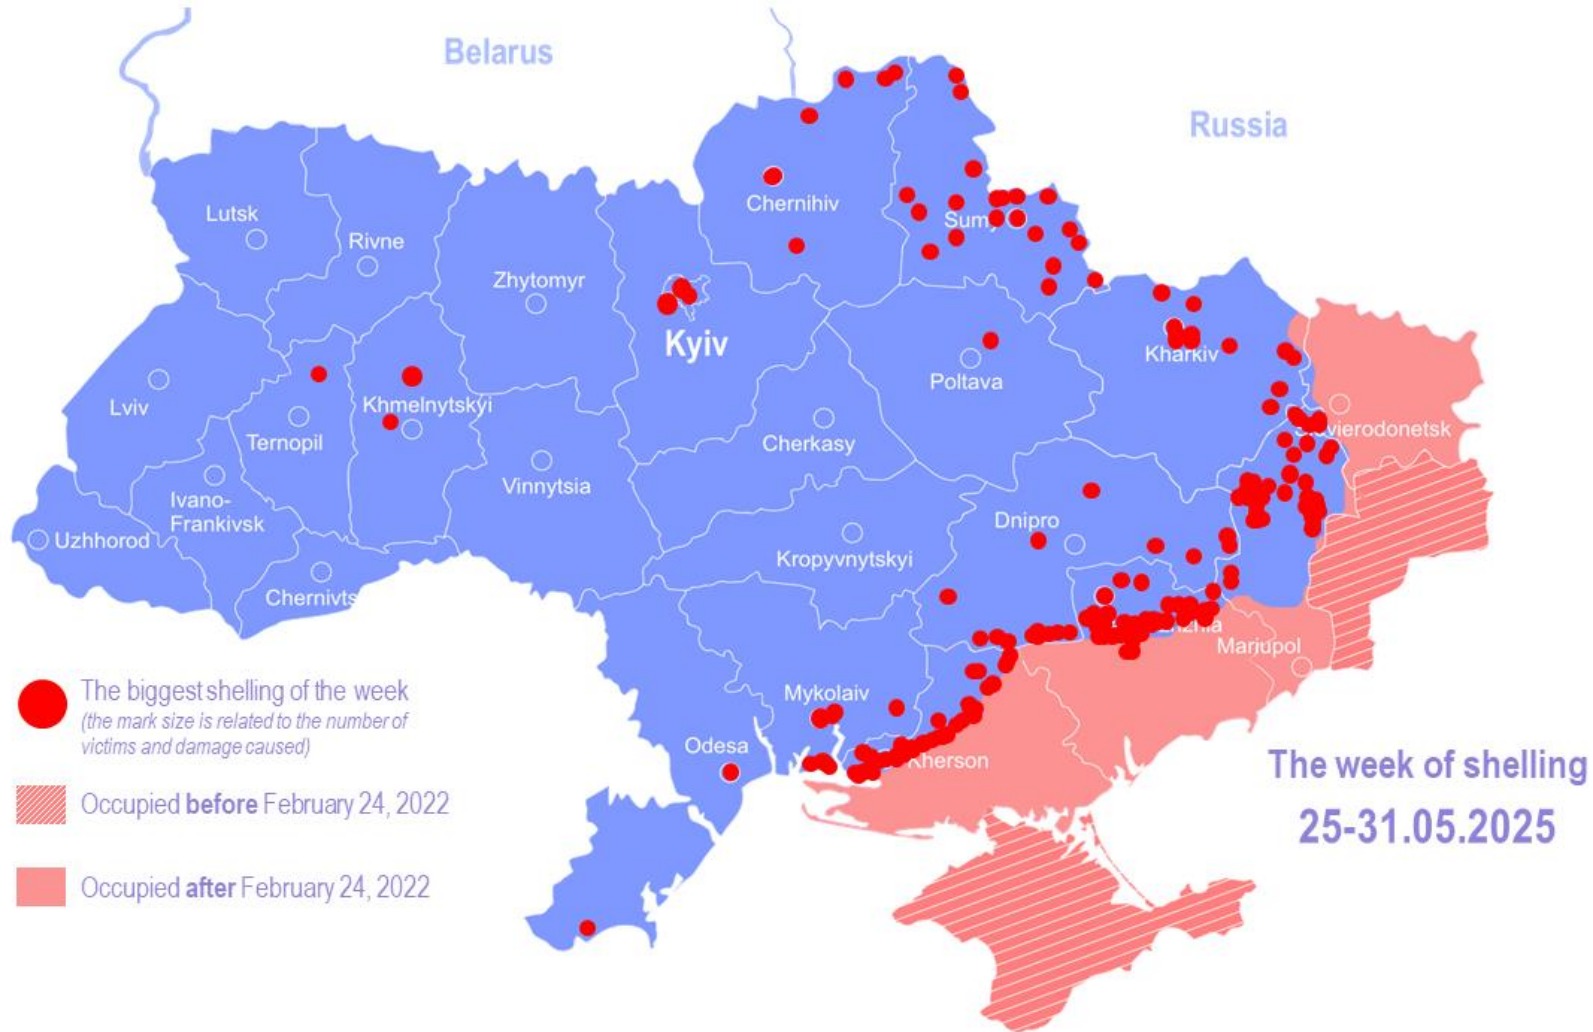 Belarus
Russia
Lutsk
Rivne
Chernihiv
Sumy
Zhytomyr
Kyiv
Kharkiv
Poltava
Lviv
Khmelnytskyi
Ternopil
Cherkasy
Vinnytsia
Ivano-
Frankivsk
Uzhhorod
Dnipro
Kropyvnytskyi
Chernivts
Mariupol
Mykolaiv
Odesa
Kherson
The biggest shelling of the week
(the mark size is related to the number of
victims and damage caused)
Occupied before February 24, 2022
Occupied after February 24, 2022
The week of shelling
25-31.05.2025